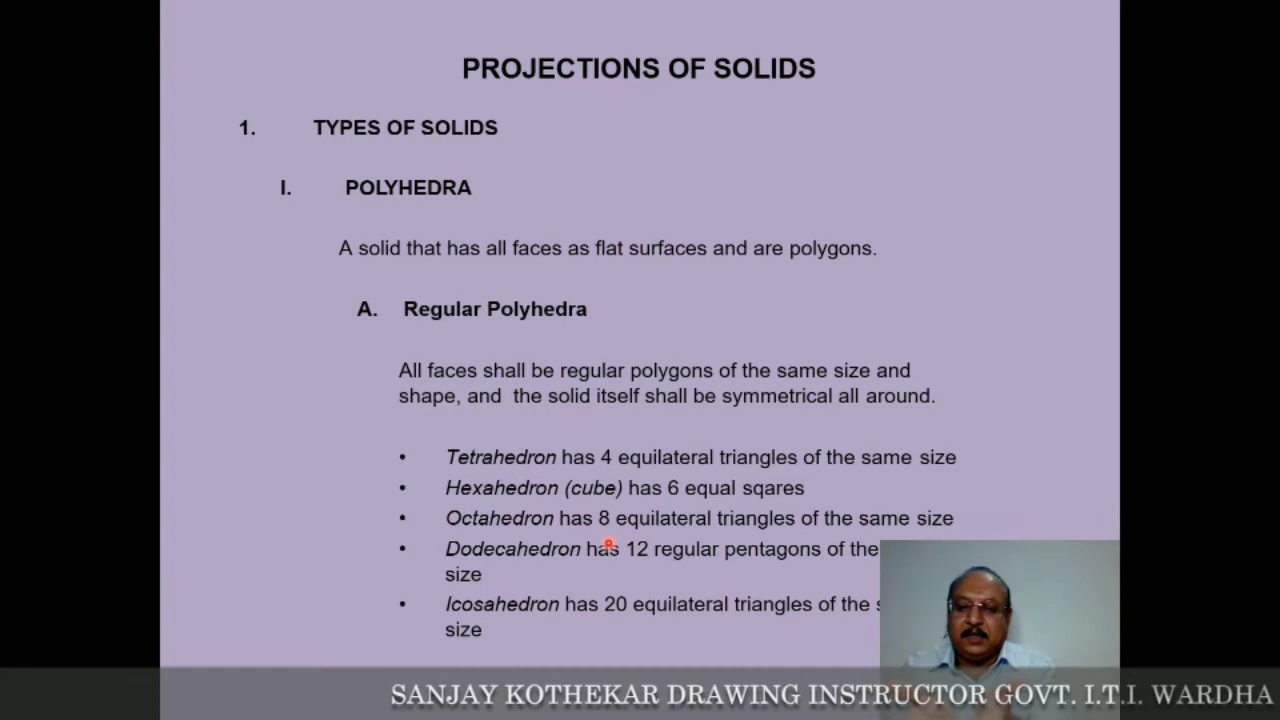 PROJECTIONS OF SOLIDS
1. TYPES OF SOLIDS
I. POLYHEDRA
A solid that has all faces as flat surfaces and are polygons.
A. Regular Polyhedra
All faces shall be regular polygons of the same size and
shape, and the solid itself shall be symmetrical all around.
• Tetrahedron has 4 equilateral triangles of the same size
• Hexahedron (cube) has 6 equal sqares
• Octahedron has 8 equilateral triangles of the same size
• Dodecahedron has 12 regular pentagons of the
size
• Icosahedron has 20 equilateral triangles of the
size
SANJAY KOTHEKAR DRAWING INSTRUCTOR GOVT. I.T.I. WARDHA